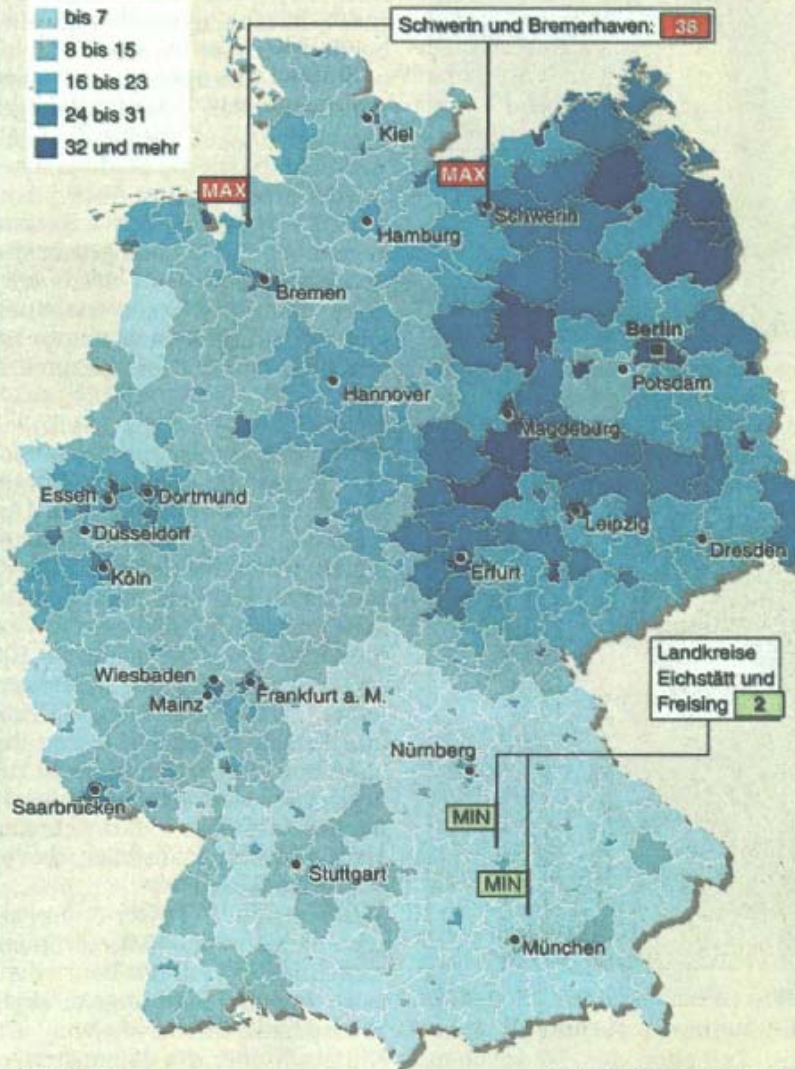 bis 7
8 bis 15
16 bis 23
24 bis 31
32 und mehr
Schwerin und Bremerhaven: 38
MAX
MAX
Kiel
Schwerin
Hamburg
Bremen
Berlin
Potsdam
Hannover
Magdeburg
Essen
Dortmund
Düsseldorf
Leipzig
Dresden
Köln
Erfurt
Wiesbaden
Mainz
Frankfurt a. M.
Landkreise
Eichstätt und
Freising 2
Nürnberg
Saarbrücken
MIN
Stuttgart
MIN
München